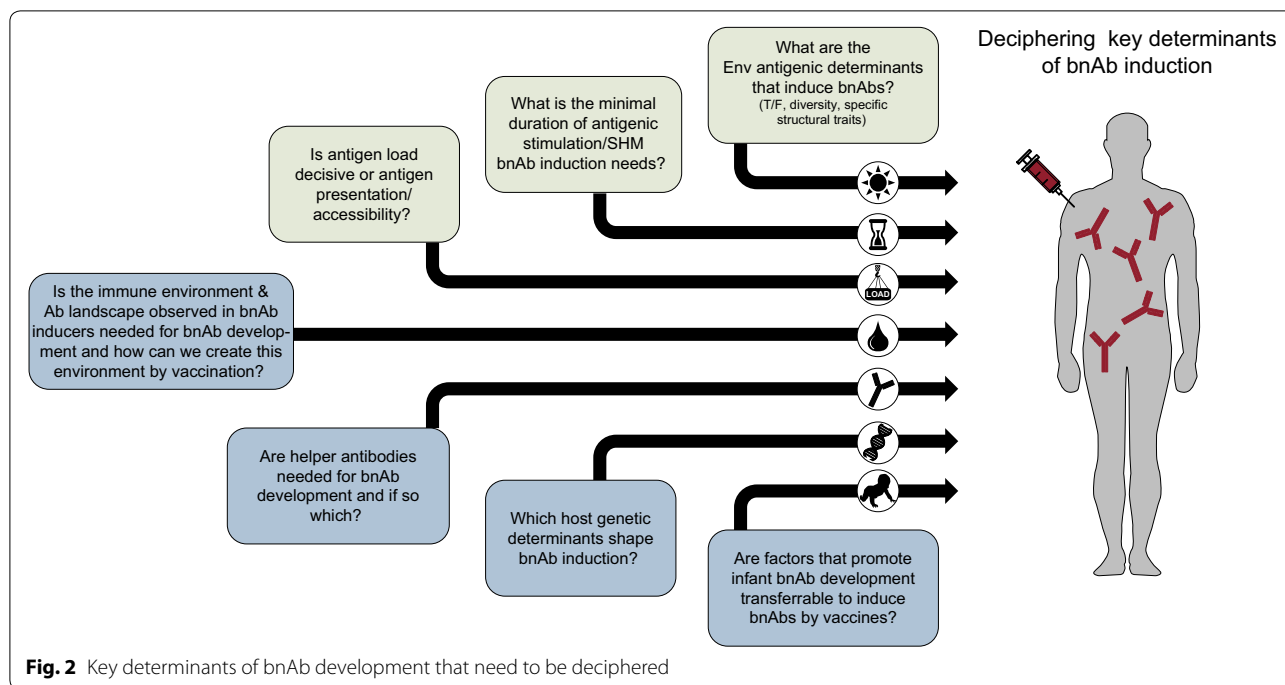 What are the
Env antigenic determinants
that induce bnAbs?
(T/F, diversity, specific
structural traits)
Deciphering key determinants
of bnAb induction
What is the minimal
duration of antigenic
stimulation/SHM
bnAb induction needs?
Is antigen load
decisive or antigen
presentation/
accessibility?
LOAD
Is the immune environment &
Ab landscape observed in bnAb
inducers needed for bnAb develop-
ment and how can we create this
environment by vaccination?
Are helper antibodies
needed for bnAb
development and if so
which?
Which host genetic
determinants shape
bnAb induction?
Are factors that promote
infant bnAb development
transferrable to induce
bnAbs by vaccines?
Fig. 2 Key determinants of bnAb development that need to be deciphered